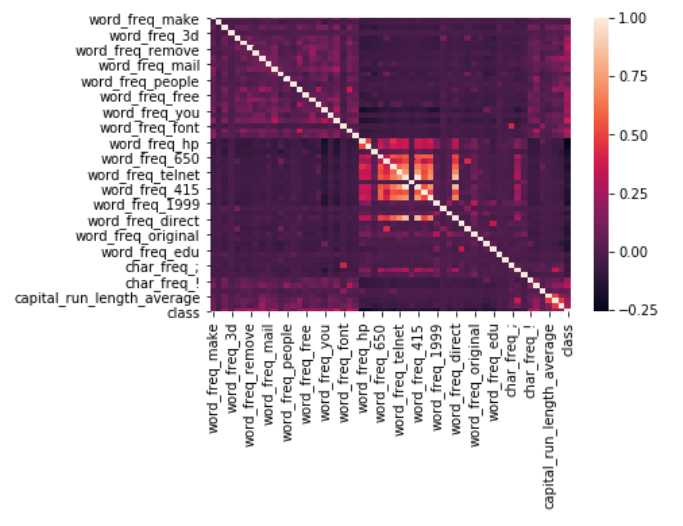 word_freq_make
word_freq_3d
word_freq_remove
word_freq_mail
word_freq_people
word_freq_free
word_freq_you
word_freq_font
word_freq_hp
word_freq_650
word_freq_telnet
word_freq_415
word_freq_1999
word_freq_direct
word_freq_original
word_freq_edu
char_freq_;
char_freq_!
capital_run_length_average
class
word_freq_make
word_freq_3d
word_freq_remove
word_freq_mail
word_freq_people
word_freq_free
word_freq_you
word_freq_font
word_freq_hp
word_freq_650
word_freq_telnet
word_freq_415
word_freq_1999
word_freq_direct
word_freq_original
word_freq_edu
char_freq_;
char_freq_!
capital_run_length_average
class
1.00
0.75
0.50
0.25
0.00
−0.25